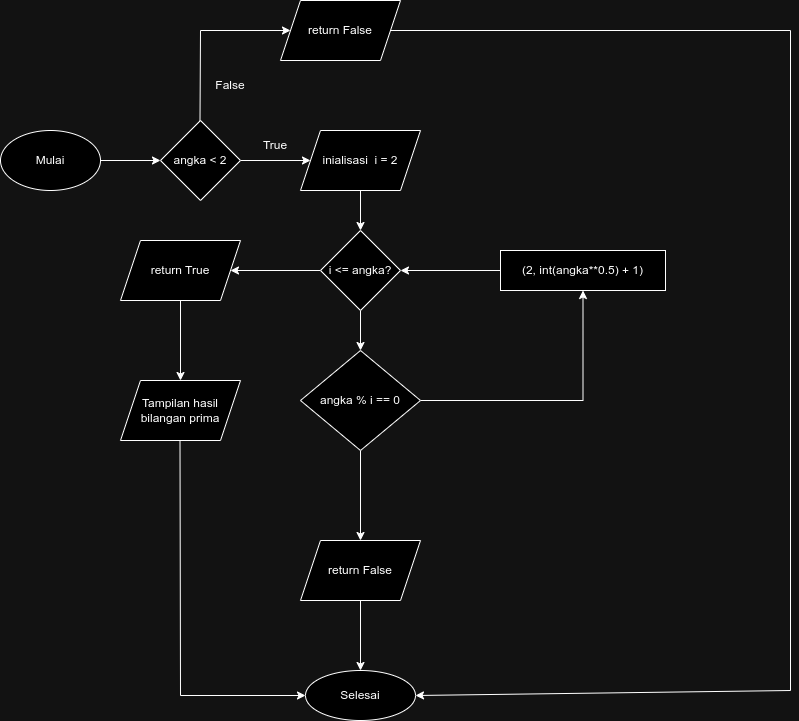 return False
False
Mulai
angka < 2
True
inialisasi  i = 2
return True
i <= angka?
(2, int(angka**0.5) + 1)
Tampilan hasil
bilangan prima
angka % i == 0
return False
Selesai